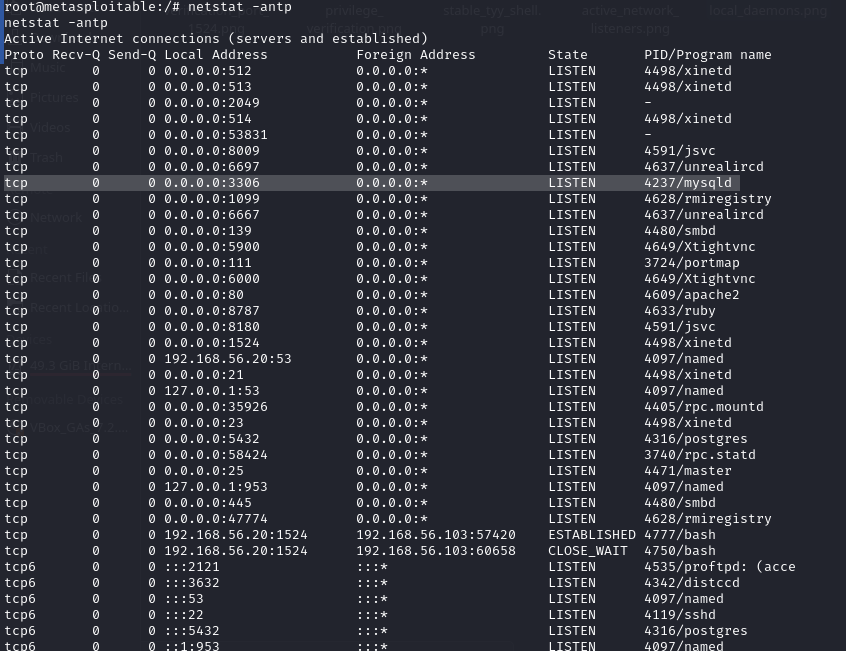 root@metasploitable:/# netstat -antp
netstat -antp
Active Internet connections (servers and established)
Proto Recv-Q Send-Q Local Address           Foreign Address         State       PID/Program name
tcp        0      0 0.0.0.0:512             0.0.0.0:*               LISTEN      4498/xinetd
tcp        0      0 0.0.0.0:513             0.0.0.0:*               LISTEN      4498/xinetd
tcp        0      0 0.0.0.0:2049            0.0.0.0:*               LISTEN      -
tcp        0      0 0.0.0.0:514             0.0.0.0:*               LISTEN      4498/xinetd
tcp        0      0 0.0.0.0:53831           0.0.0.0:*               LISTEN      -
tcp        0      0 0.0.0.0:8009            0.0.0.0:*               LISTEN      4591/jsvc
tcp        0      0 0.0.0.0:6697            0.0.0.0:*               LISTEN      4637/unrealircd
tcp        0      0 0.0.0.0:3306            0.0.0.0:*               LISTEN      4237/mysqld
tcp        0      0 0.0.0.0:1099            0.0.0.0:*               LISTEN      4628/rmiregistry
tcp        0      0 0.0.0.0:6667            0.0.0.0:*               LISTEN      4637/unrealircd
tcp        0      0 0.0.0.0:139             0.0.0.0:*               LISTEN      4480/smbd
tcp        0      0 0.0.0.0:5900            0.0.0.0:*               LISTEN      4649/Xtightvnc
tcp        0      0 0.0.0.0:111             0.0.0.0:*               LISTEN      3724/portmap
tcp        0      0 0.0.0.0:6000            0.0.0.0:*               LISTEN      4649/Xtightvnc
tcp        0      0 0.0.0.0:80              0.0.0.0:*               LISTEN      4609/apache2
tcp        0      0 0.0.0.0:8787            0.0.0.0:*               LISTEN      4633/ruby
tcp        0      0 0.0.0.0:8180            0.0.0.0:*               LISTEN      4591/jsvc
tcp        0      0 0.0.0.0:1524            0.0.0.0:*               LISTEN      4498/xinetd
tcp        0      0 192.168.56.20:53        0.0.0.0:*               LISTEN      4097/named
tcp        0      0 0.0.0.0:21              0.0.0.0:*               LISTEN      4498/xinetd
tcp        0      0 127.0.0.1:53            0.0.0.0:*               LISTEN      4097/named
tcp        0      0 0.0.0.0:35926           0.0.0.0:*               LISTEN      4405/rpc.mountd
tcp        0      0 0.0.0.0:23              0.0.0.0:*               LISTEN      4498/xinetd
tcp        0      0 0.0.0.0:5432            0.0.0.0:*               LISTEN      4316/postgres
tcp        0      0 0.0.0.0:58424           0.0.0.0:*               LISTEN      3740/rpc.statd
tcp        0      0 0.0.0.0:25              0.0.0.0:*               LISTEN      4471/master
tcp        0      0 127.0.0.1:953           0.0.0.0:*               LISTEN      4097/named
tcp        0      0 0.0.0.0:445             0.0.0.0:*               LISTEN      4480/smbd
tcp        0      0 0.0.0.0:47774           0.0.0.0:*               LISTEN      4628/rmiregistry
tcp        0      0 192.168.56.20:1524      192.168.56.103:57420    ESTABLISHED 4777/bash
tcp        0      0 192.168.56.20:1524      192.168.56.103:60658    CLOSE_WAIT  4750/bash
tcp6       0      0 :::2121                 :::*                    LISTEN      4535/proftpd: (acce
tcp6       0      0 :::3632                 :::*                    LISTEN      4342/distccd
tcp6       0      0 :::53                   :::*                    LISTEN      4097/named
tcp6       0      0 :::22                   :::*                    LISTEN      4119/sshd
tcp6       0      0 :::5432                 :::*                    LISTEN      4316/postgres
tcp6       0      0 ::1:953                 :::*                    LISTEN      4097/named